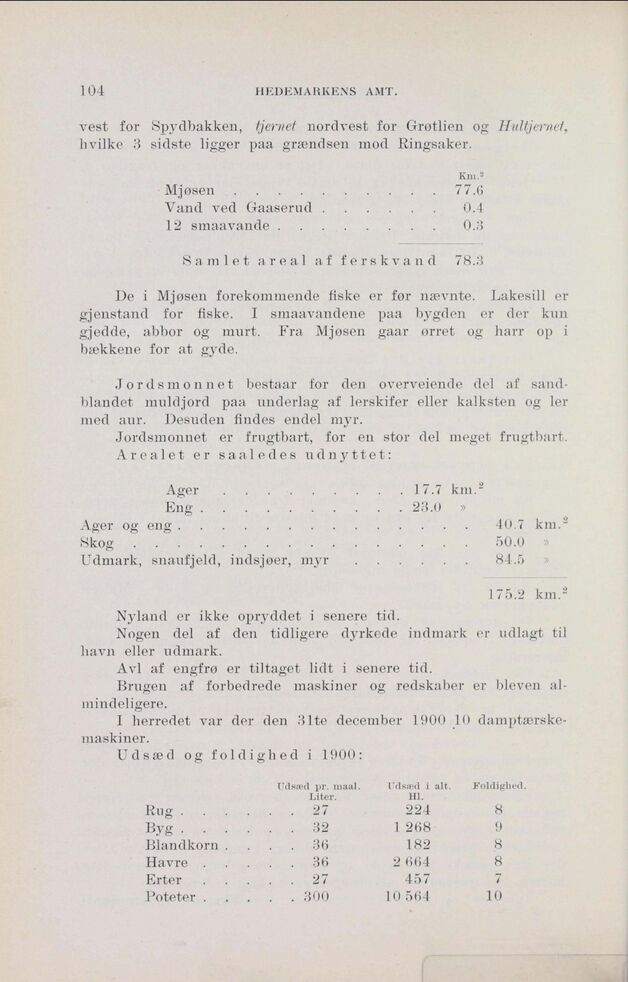 104 HEDEMARKENS AMT.
vest for Spydbakken, tjernet nordvest for Grøtlien og Hultjernet,
hvilke 3 sidste ligger paa grændsen mod Ringsaker.
Km.²
Mjøsen . . . . . . . . . . 77.6
Vand ved Gaaserud . . . . . . 0.4
12 smaavande . . . . . . . . 0.3
Samlet areal af ferskvand 78.3
De i Mjøsen forekommende fiske er før nævnte. Lakesill er
gjenstand for fiske. I smaavandene paa bygden er der kun
gjedde, abbor og murt. Fra Mjøsen gaar ørret og harr op i
bækkene for at gyde.
Jordsmonnet bestaar for den overveiende del af sand-
blandet muldjord paa underlag af lerskifer eller kalksten og ler
med aur. Desuden findes endel myr.
Jordsmonnet er frugtbart, for en stor del meget frugtbart.
Arealet er saaledes udnyttet:
Ager . . . . . . . . . 17.7 km.²
Eng . . . . . . . . . . 23.0 »
Ager og eng . . . . . . . . . . . . . . 40.7 km.²
Skog . . . . . . . . . . . . . . . . 50.0 »
Udmark, snaufjeld, indsjøer, myr . . . . . . 84.5 »
175.2 km.²
Nyland er ikke opryddet i senere tid.
Nogen del af den tidligere dyrkede indmark er udlagt til
havn eller udmark.
Avl af engfrø er tiltaget lidt i senere tid.
Brugen af forbedrede maskiner og redskaber er bleven al-
mindeligere.
I herredet var der den 31te december 1900 10 damptærske-
maskiner.
Udsæd og foldighed i 1900:
Udsæd pr. maal. Udsæd i alt. Foldighed.
Liter. Hl.
Rug . . . . . . 27 224 8
Byg . . . . . . 32 1 268 9
Blandkorn . . . . 36 182 8
Havre . . . . . 36 2 664 8
Erter . . . . . 27 457 7
Poteter . . . . . 300 10 564 10